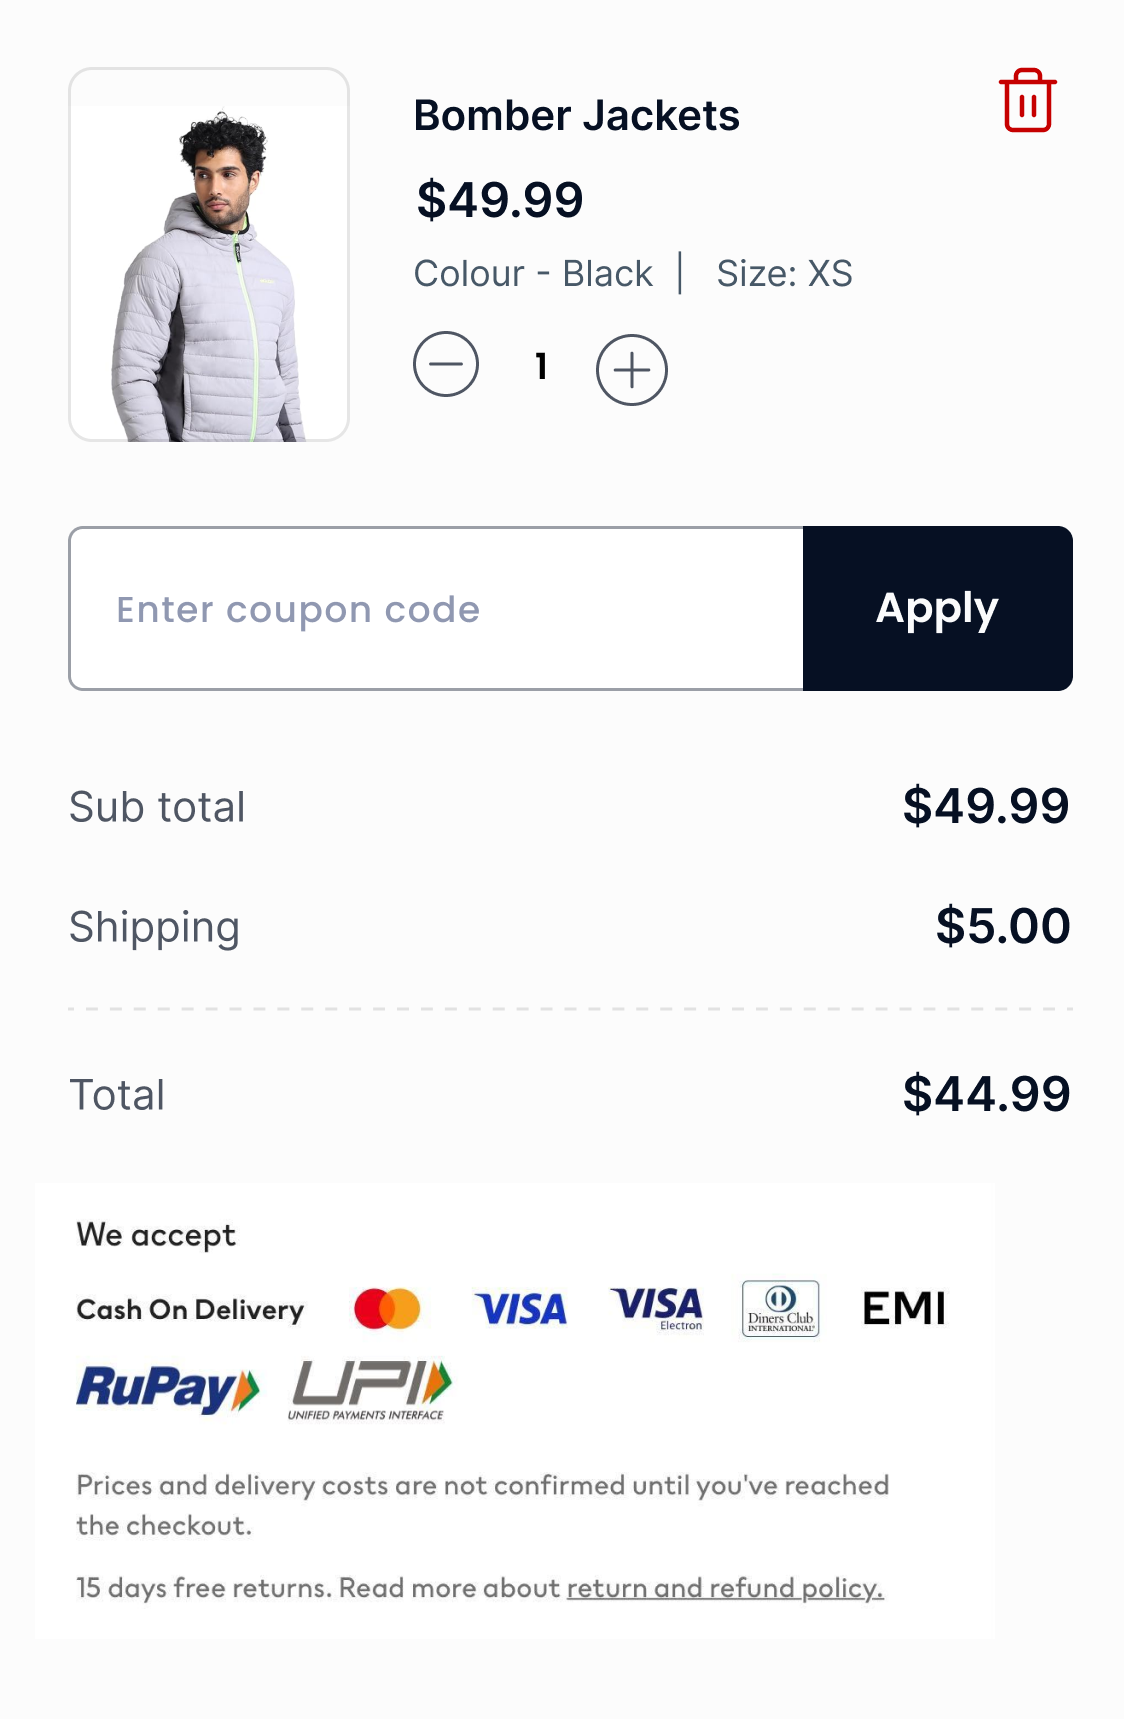 Bomber Jackets
$49.99
Colour - Black | Size: XS
1
Enter coupon code
Apply
Sub total $49.99
Shipping $5.00
Total $44.99
We accept
Cash On Delivery VISA VISA Electron Diners Club INTERNATIONAL® EMI
RuPay UPI
UNIFIED PAYMENTS INTERFACE
Prices and delivery costs are not confirmed until you've reached
the checkout.
15 days free returns. Read more about return and refund policy.